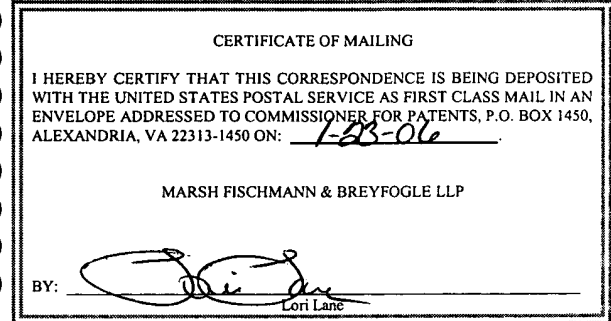 CERTIFICATE OF MAILING
I HEREBY CERTIFY THAT THIS CORRESPONDENCE IS BEING DEPOSITED
WITH THE UNITED STATES POSTAL SERVICE AS FIRST CLASS MAIL IN AN
ENVELOPE ADDRESSED TO COMMISSIONER FOR PATENTS, P.O. BOX 1450,
ALEXANDRIA, VA 22313-1450 ON: 1-23-06.
MARSH FISCHMANN & BREYFOGLE LLP
BY: Lori Lane
Lori Lane